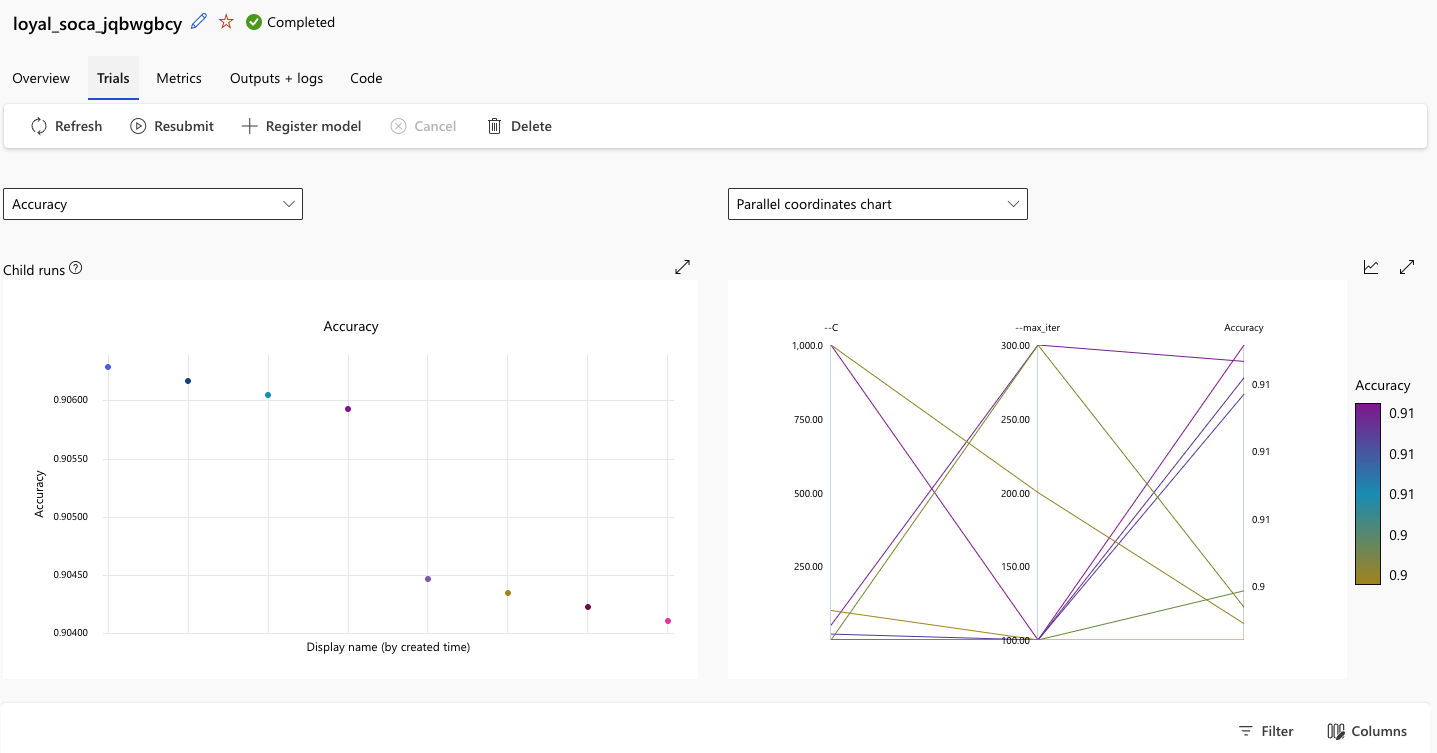 loyal_soca_jqbwgbcy Completed
Overview Trials Metrics Outputs + logs Code
Refresh Resubmit Register model Cancel Delete
Accuracy
Parallel coordinates chart
Child runs
Accuracy
0.90600
0.90550
0.90500
0.90450
0.90400
Accuracy
Display name (by created time)
--C
1,000.0
750.00
500.00
250.00
--max_iter
300.00
250.00
200.00
150.00
100.00
Accuracy
0.91
0.91
0.91
0.9
Accuracy
0.91
0.91
0.91
0.9
0.9
Filter Columns